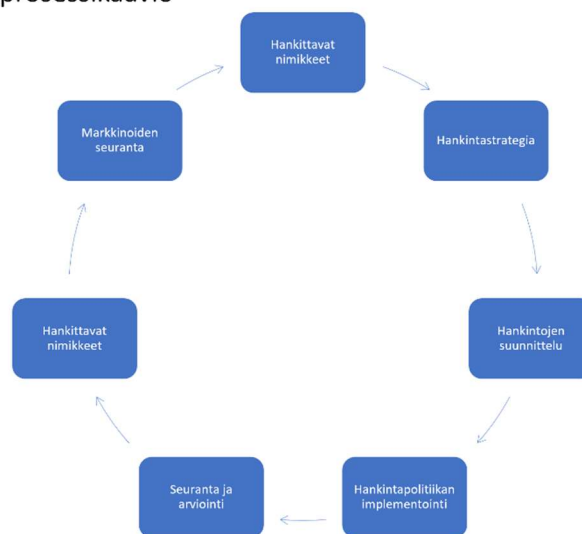 Hankittavat
nimikkeet
Hankintastrategia
Hankintojen
suunnittelu
Hankintapolitiikan
implementointi
Seuranta ja
arviointi
Hankittavat
nimikkeet
Markkinoiden
seuranta